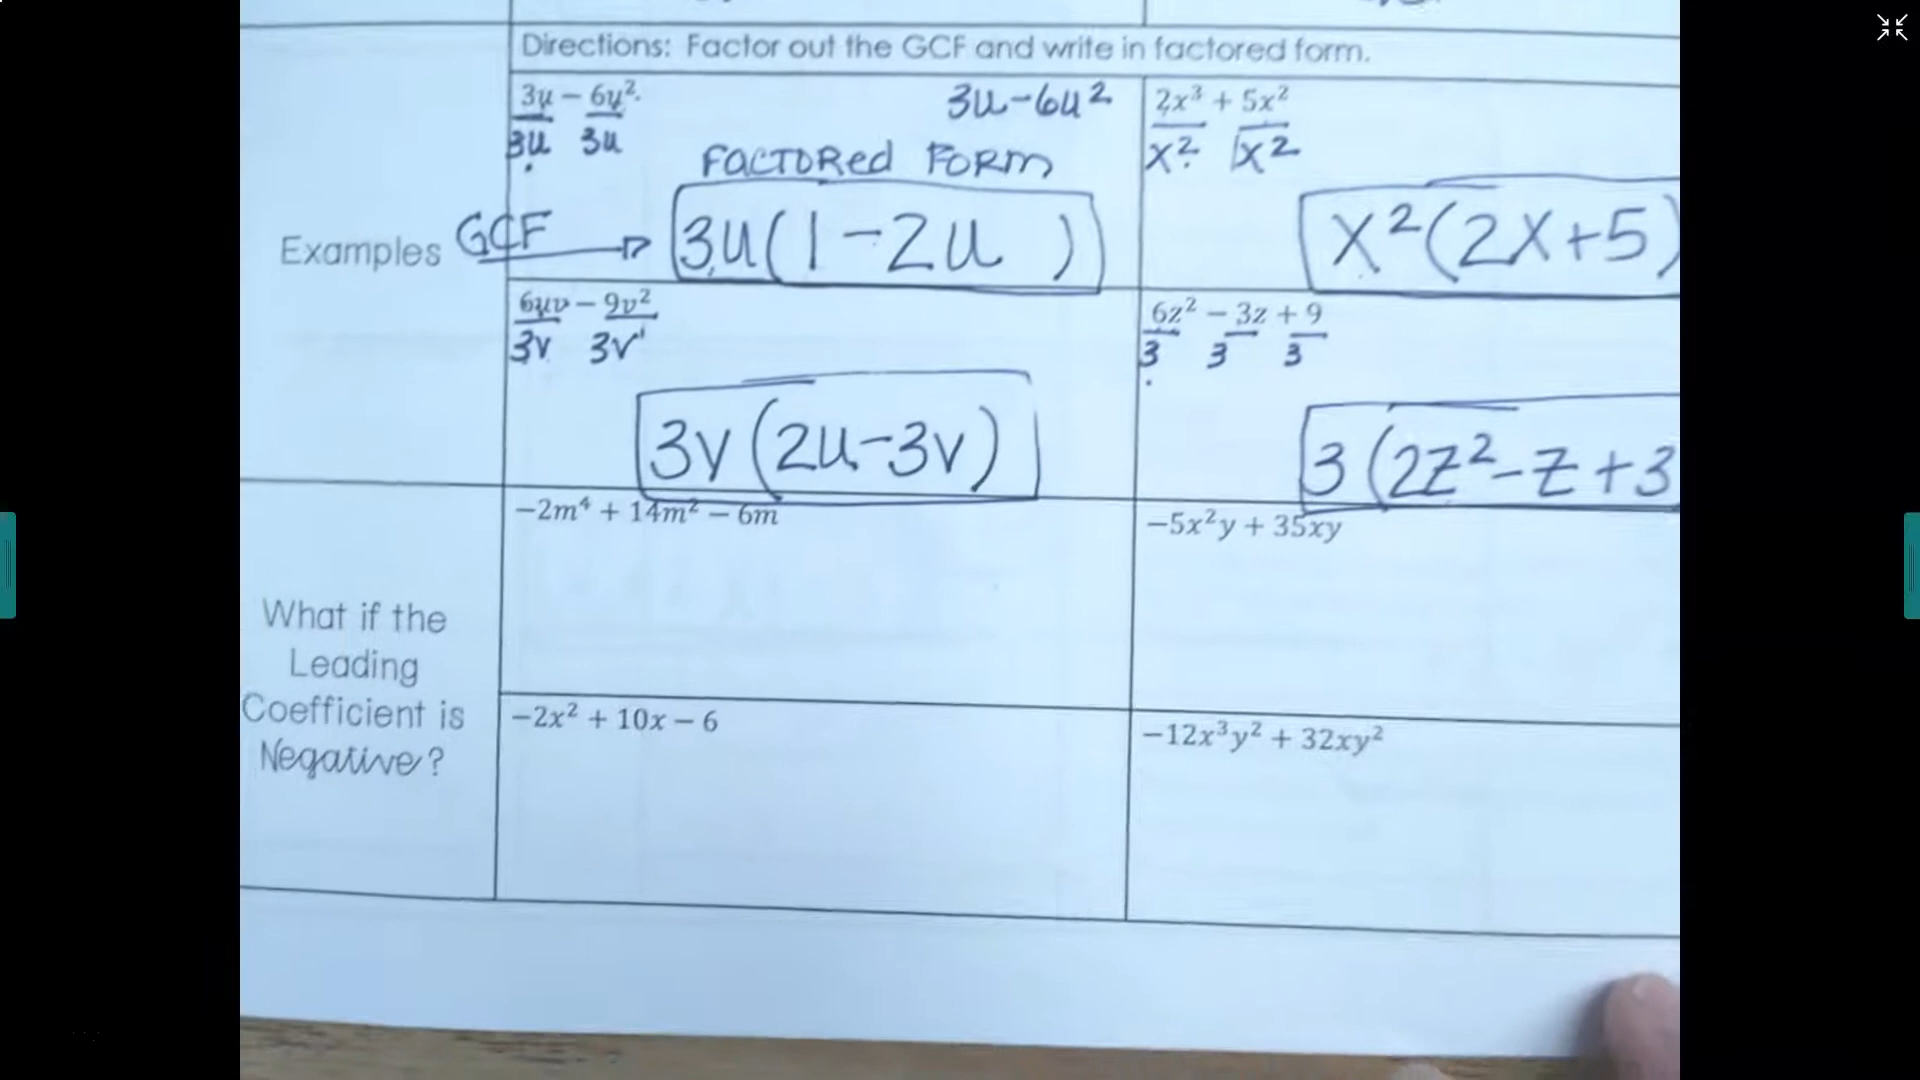 Directions: Factor out the GCF and write in factored form.
3u − 6u²
3u 3u
3u-6u²
FACTORed FORM
GCF
3u(1-2u )
2x³ + 5x²
x² x²
x²(2x+5)
Examples
6uv − 9v²
3v 3v
3v(2u-3v)
6z² − 3z + 9
3 3 3
3(2z²-z+3
What if the
Leading
Coefficient is
Negative?
−2m⁴ + 14m² − 6m
−5x²y + 35xy
−2x² + 10x − 6
−12x³y² + 32xy²